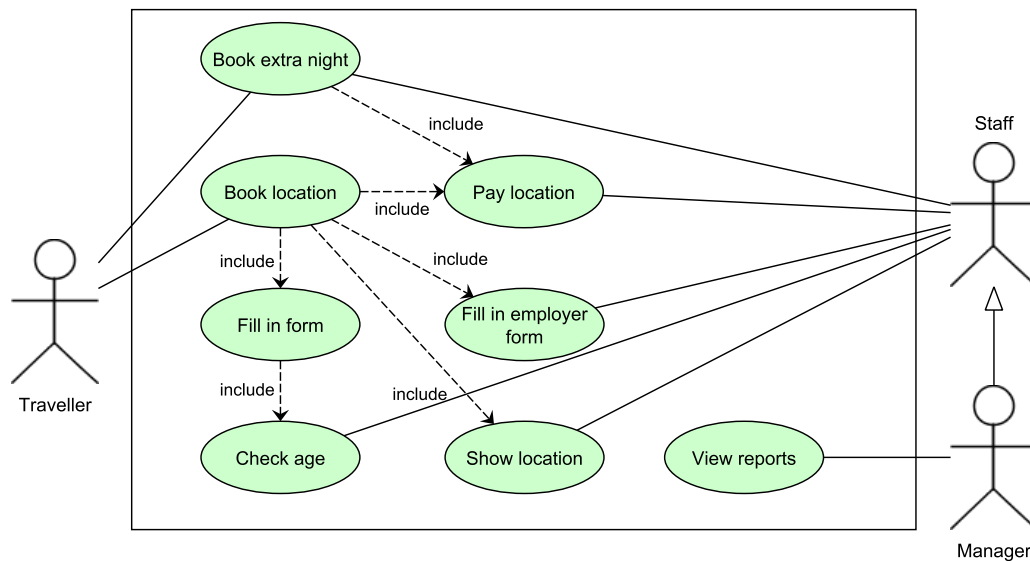 Book extra night
include
Staff
Book location
include
Pay location
include
include
Fill in form
Fill in employer
form
include
include
Traveller
Check age
Show location
View reports
Manager